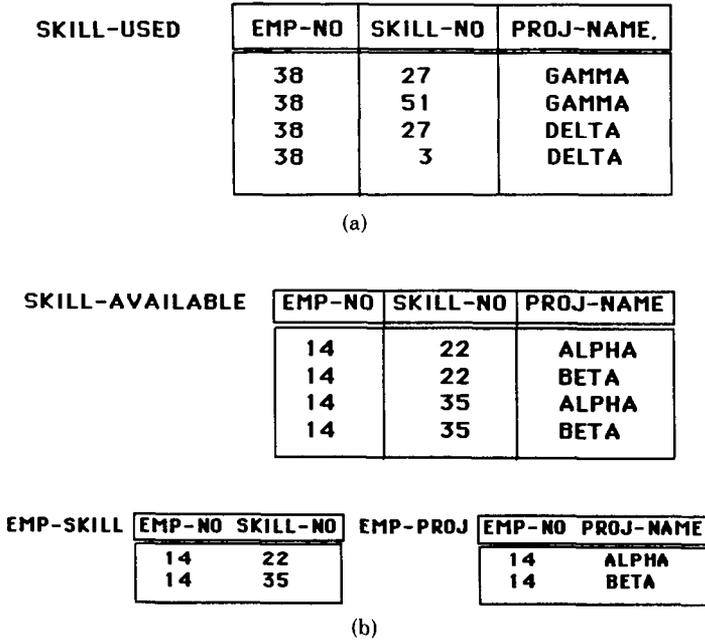 SKILL-USED EMP-NO SKILL-NO PROJ-NAME.
38 27 GAMMA
38 51 GAMMA
38 27 DELTA
38 3 DELTA
(a)
SKILL-AVAILABLE EMP-NO SKILL-NO PROJ-NAME
14 22 ALPHA
14 22 BETA
14 35 ALPHA
14 35 BETA
EMP-SKILL EMP-NO SKILL-NO EMP-PROJ EMP-NO PROJ-NAME
14 22 14 ALPHA
14 35 14 BETA
(b)